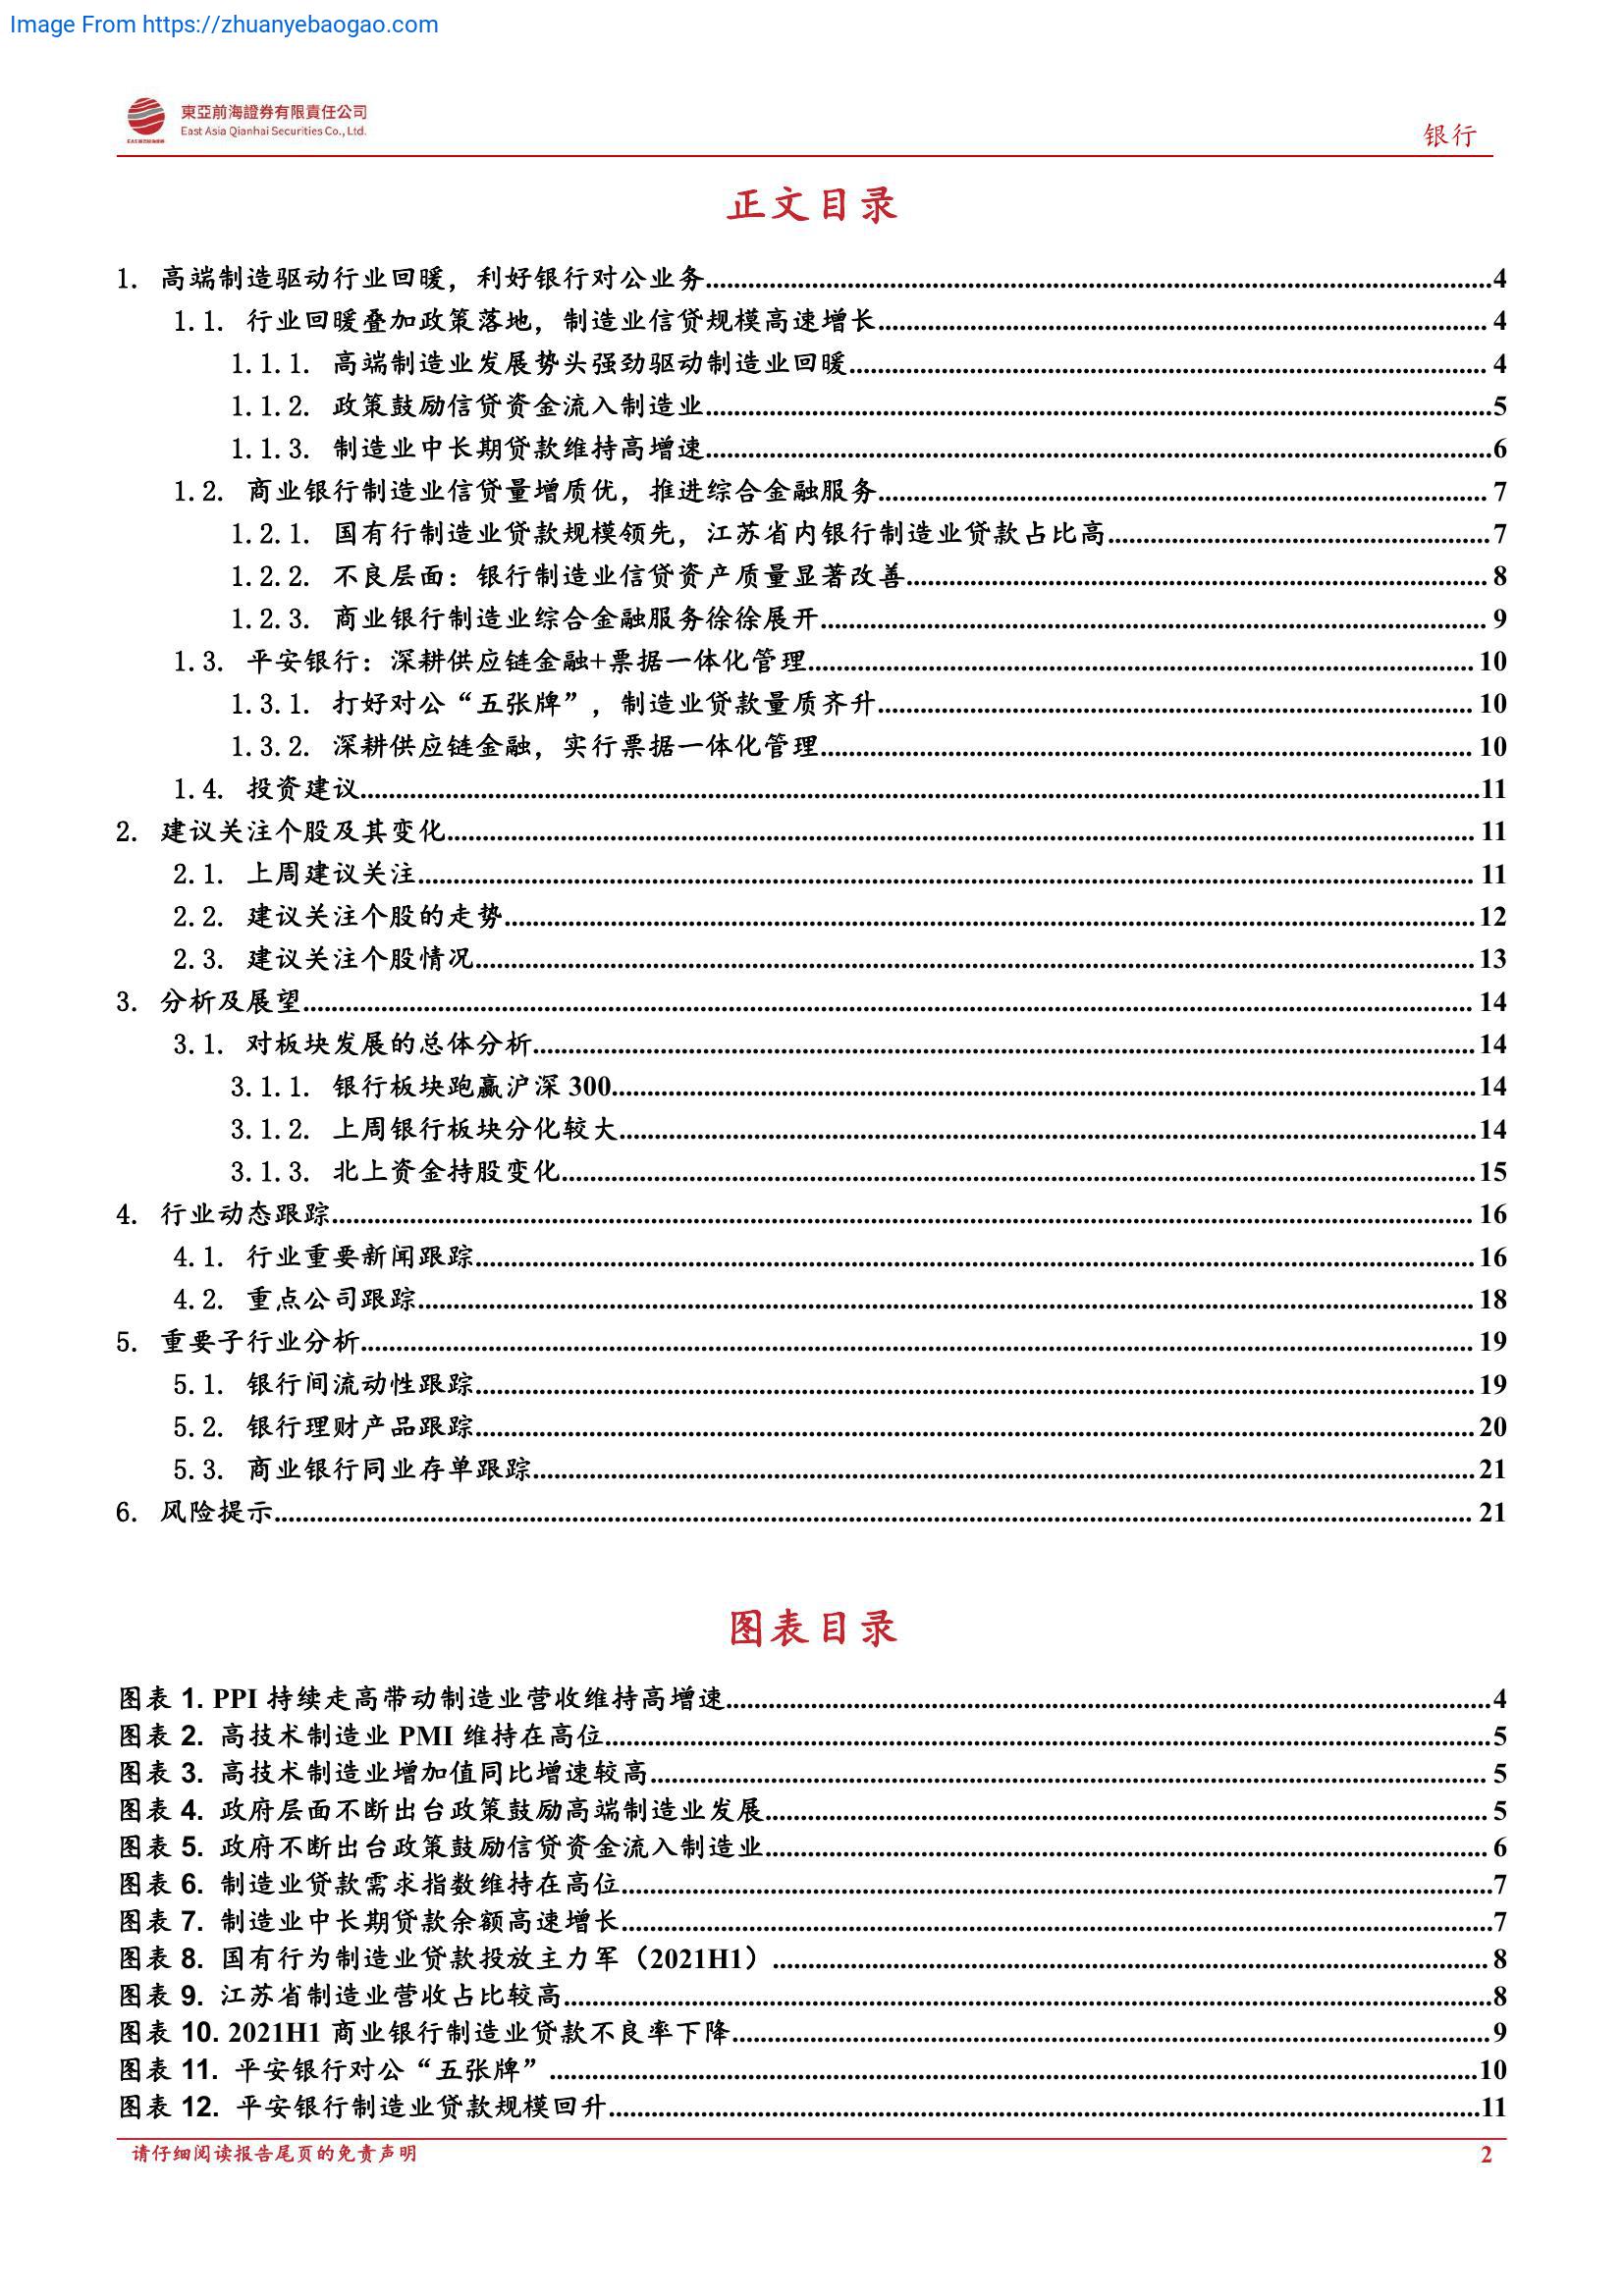 Image From https://zhuanyebaogao.com
東亞前海證券有限責任公司
East Asia Qianhai Securities Co., Ltd.
银行
正文目录
1. 高端制造驱动行业回暖，利好银行对公业务........4
1.1. 行业回暖叠加政策落地，制造业信贷规模高速增长........4
1.1.1. 高端制造业发展势头强劲驱动制造业回暖........4
1.1.2. 政策鼓励信贷资金流入制造业........5
1.1.3. 制造业中长期贷款维持高增速........6
1.2. 商业银行制造业信贷量增质优，推进综合金融服务........7
1.2.1. 国有行制造业贷款规模领先，江苏省内银行制造业贷款占比高........7
1.2.2. 不良层面：银行制造业信贷资产质量显著改善........8
1.2.3. 商业银行制造业综合金融服务徐徐展开........9
1.3. 平安银行：深耕供应链金融+票据一体化管理........10
1.3.1. 打好对公“五张牌”，制造业贷款量质齐升........10
1.3.2. 深耕供应链金融，实行票据一体化管理........10
1.4. 投资建议........11
2. 建议关注个股及其变化........11
2.1. 上周建议关注........11
2.2. 建议关注个股的走势........12
2.3. 建议关注个股情况........13
3. 分析及展望........14
3.1. 对板块发展的总体分析........14
3.1.1. 银行板块跑赢沪深 300........14
3.1.2. 上周银行板块分化较大........14
3.1.3. 北上资金持股变化........15
4. 行业动态跟踪........16
4.1. 行业重要新闻跟踪........16
4.2. 重点公司跟踪........18
5. 重要子行业分析........19
5.1. 银行间流动性跟踪........19
5.2. 银行理财产品跟踪........20
5.3. 商业银行同业存单跟踪........21
6. 风险提示........21
图表目录
图表 1. PPI 持续走高带动制造业营收维持高增速........4
图表 2. 高技术制造业 PMI 维持在高位........5
图表 3. 高技术制造业增加值同比增速较高........5
图表 4. 政府层面不断出台政策鼓励高端制造业发展........5
图表 5. 政府不断出台政策鼓励信贷资金流入制造业........6
图表 6. 制造业贷款需求指数维持在高位........7
图表 7. 制造业中长期贷款余额高速增长........7
图表 8. 国有行为制造业贷款投放主力军（2021H1）........8
图表 9. 江苏省制造业营收占比较高........8
图表 10. 2021H1 商业银行制造业贷款不良率下降........9
图表 11. 平安银行对公“五张牌”........10
图表 12. 平安银行制造业贷款规模回升........11
请仔细阅读报告尾页的免责声明
2